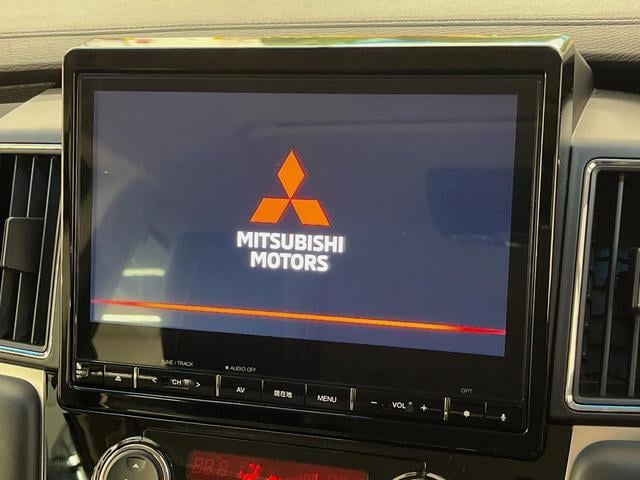 MITSUBISHI
MOTORS
TUNE / TRACK
■ AUDIO OFF
OPT
< CH >
AV
現在地
MENU
− VOL +